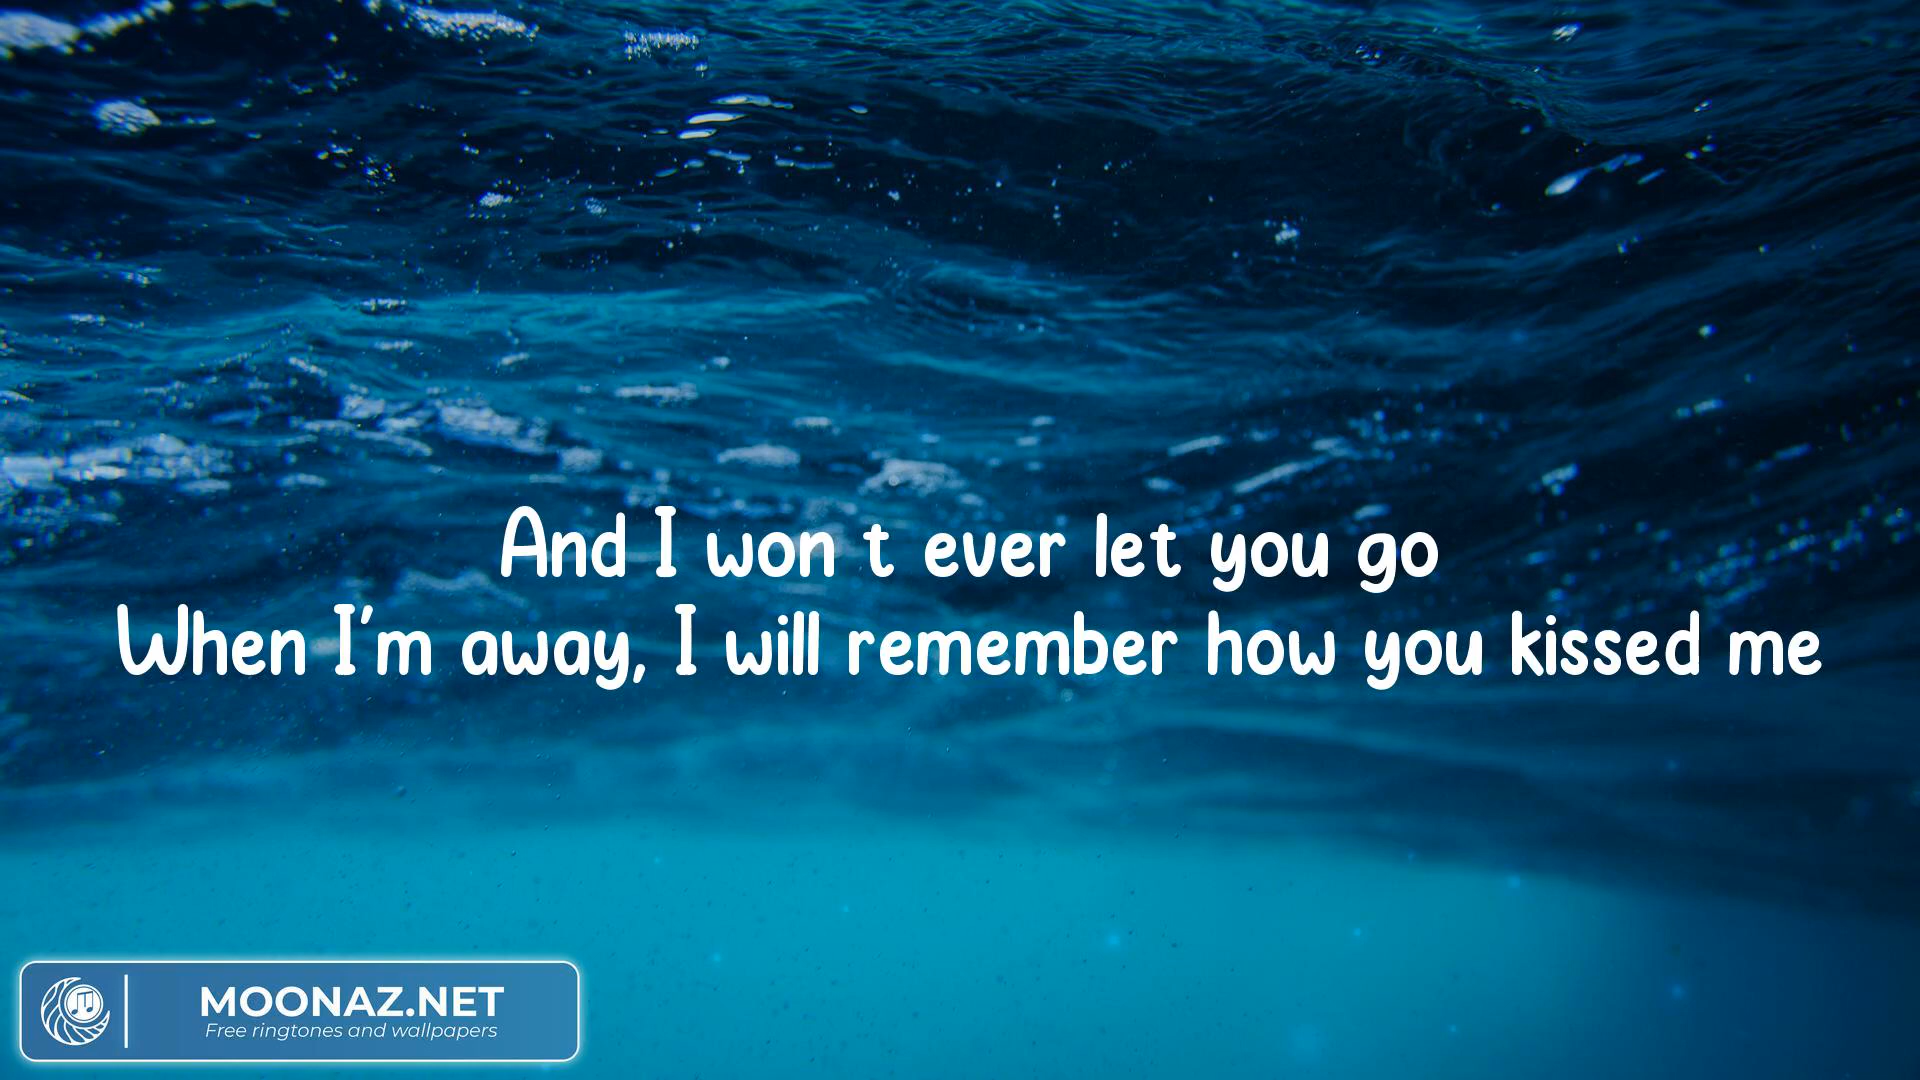 And I won t ever let you go
When I'm away, I will remember how you kissed me
MOONAZ.NET
Free ringtones and wallpapers